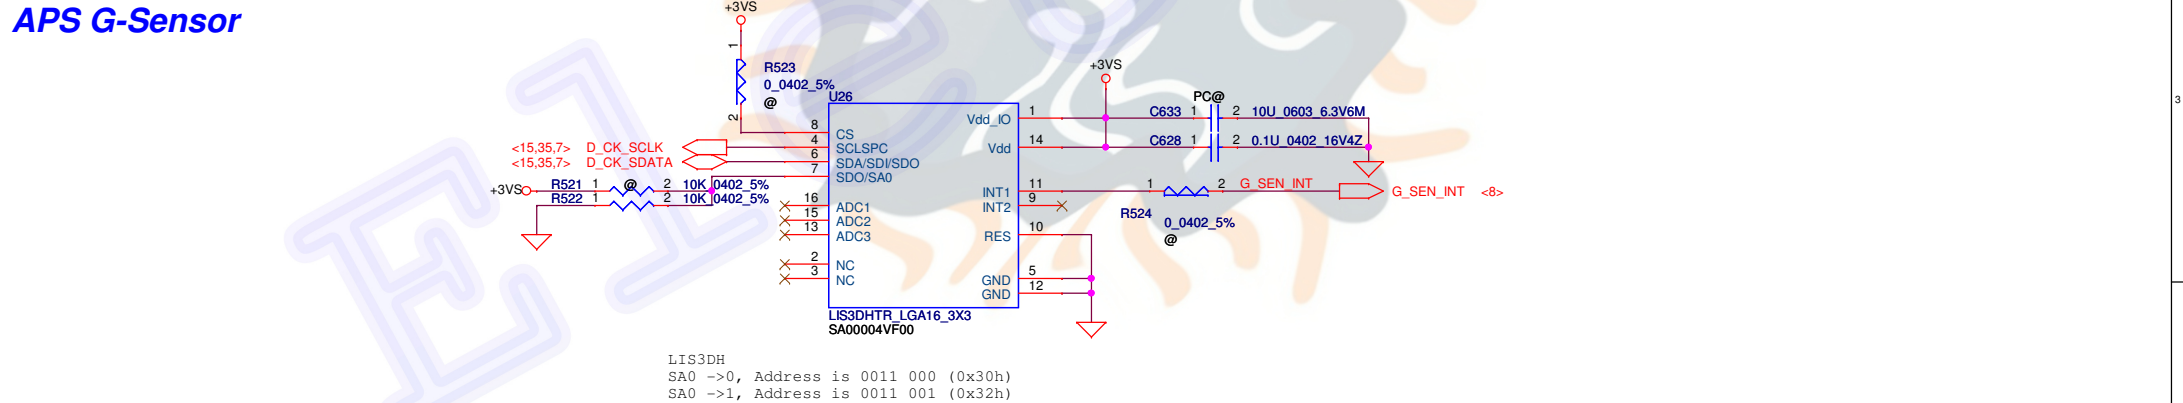 APS G-Sensor
+3VS
1
R523
0_0402_5%
@
2
U26
+3VS
PC@
8 CS
4 SCLSPC
6 SDA/SDI/SDO
7 SDO/SA0
16 ADC1
15 ADC2
13 ADC3
2 NC
3 NC
Vdd_IO 1
Vdd 14
INT1 11
INT2 9
RES 10
GND 5
GND 12
<15,35,7> D_CK_SCLK
<15,35,7> D_CK_SDATA
+3VS R521 1 @ 2 10K_0402_5%
R522 1 2 10K_0402_5%
C633 1 2 10U_0603_6.3V6M
C628 1 2 0.1U_0402_16V4Z
1 2 G_SEN_INT G_SEN_INT <8>
R524
0_0402_5%
@
LIS3DHTR_LGA16_3X3
SA00004VF00
LIS3DH
SA0 ->0, Address is 0011 000 (0x30h)
SA0 ->1, Address is 0011 001 (0x32h)
3